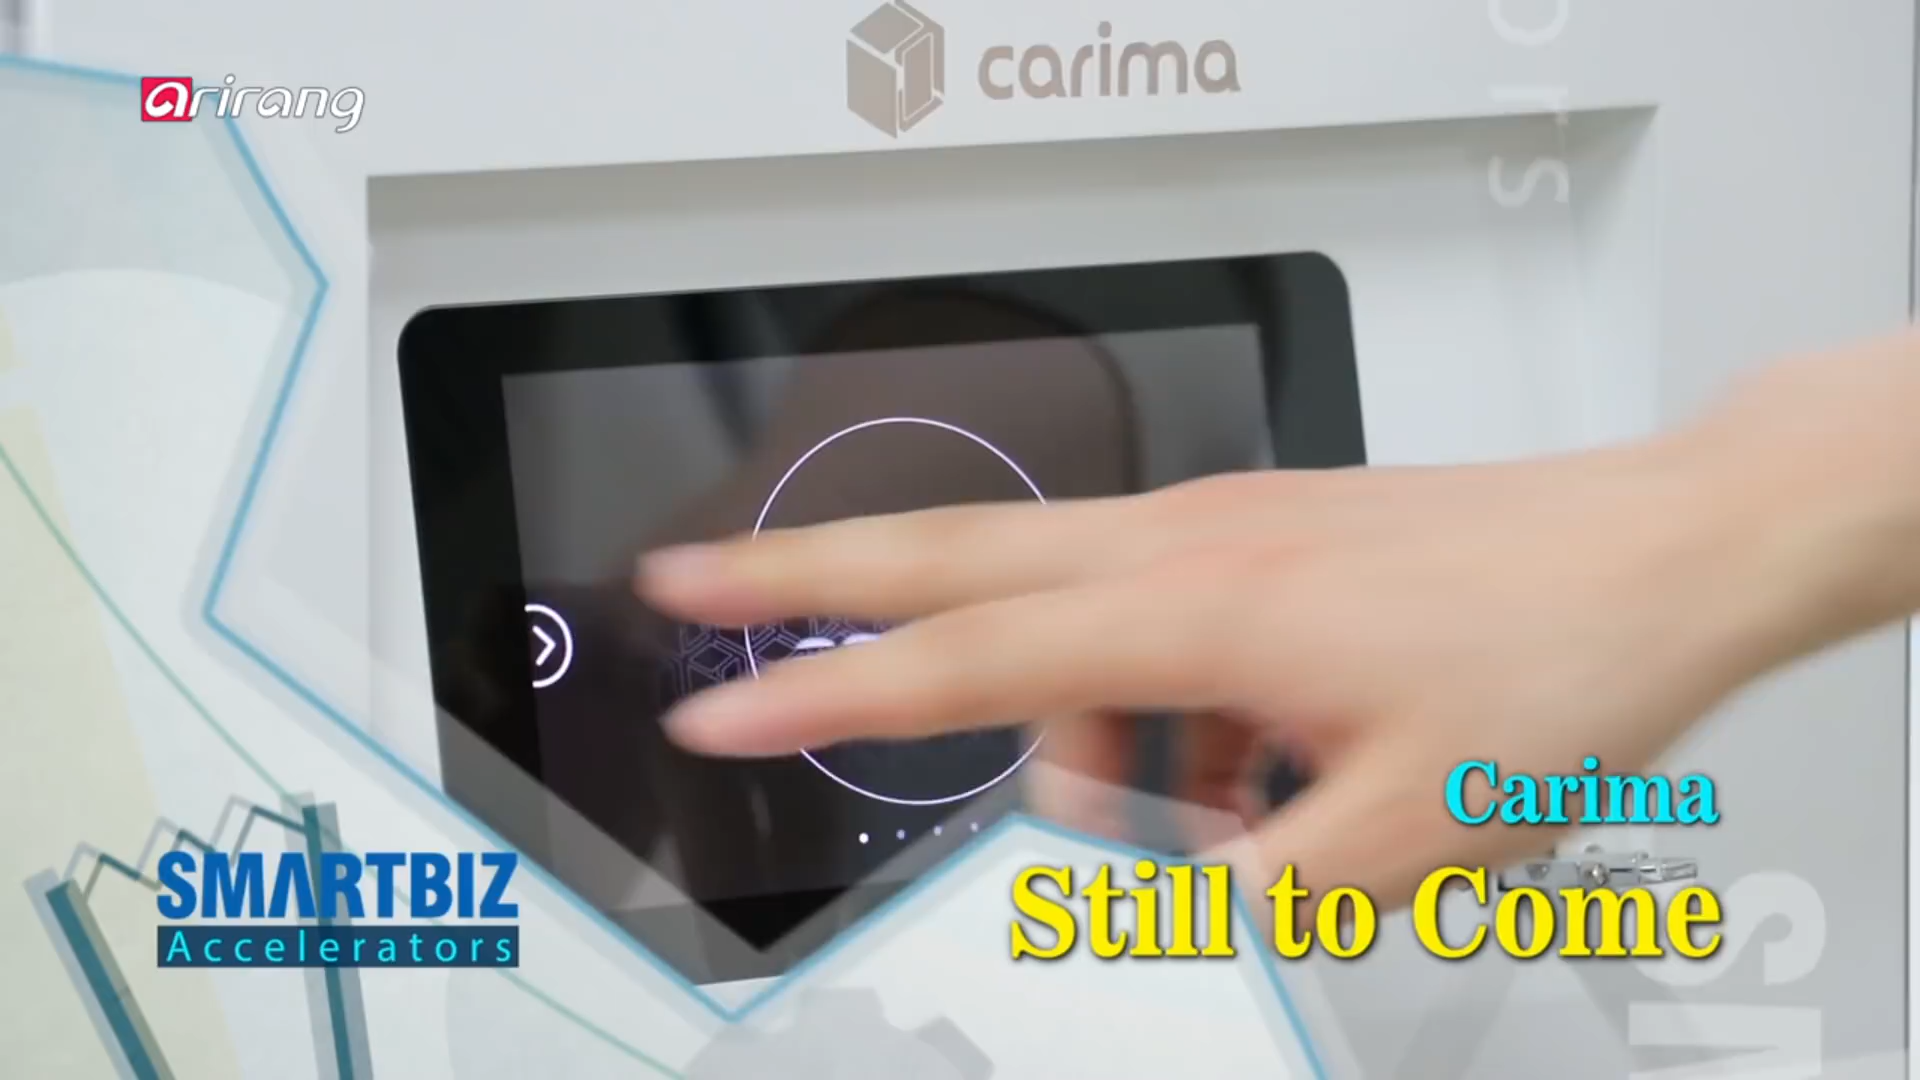 arirang
carima
Carima
Still to Come
SMARTBIZ
Accelerators